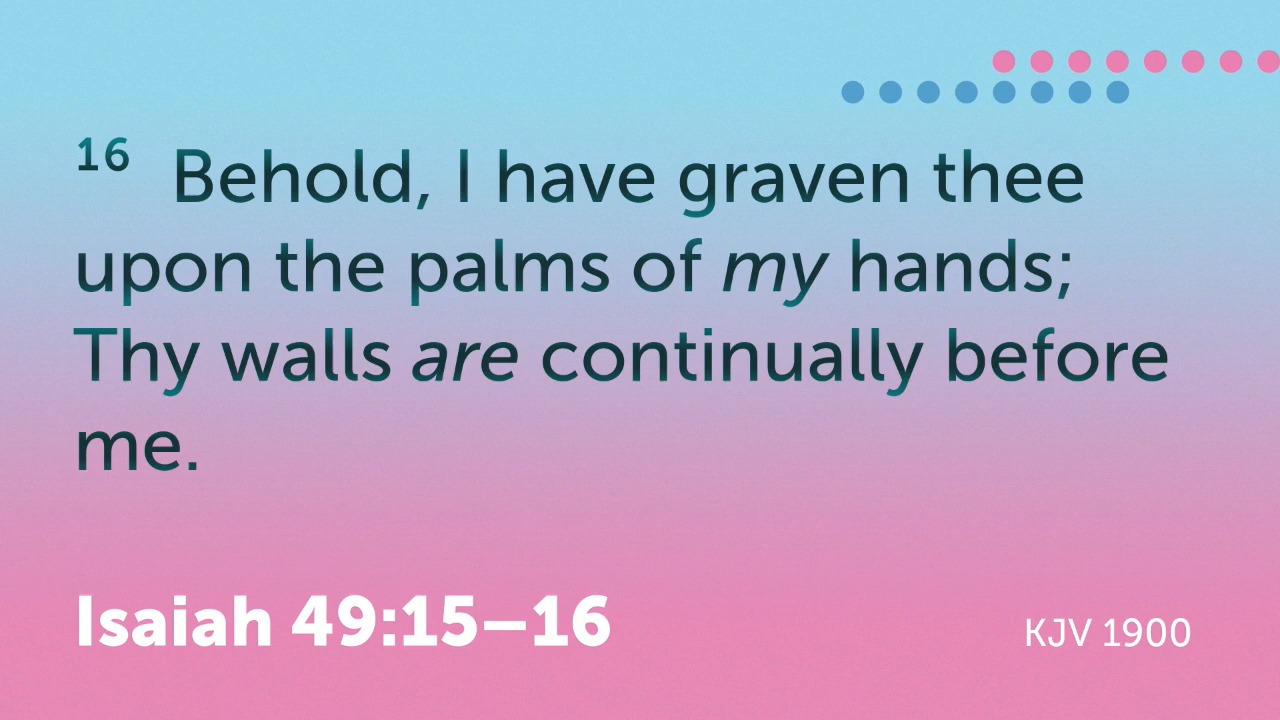 16 Behold, I have graven thee
upon the palms of my hands;
Thy walls are continually before
me.
Isaiah 49:15–16
KJV 1900